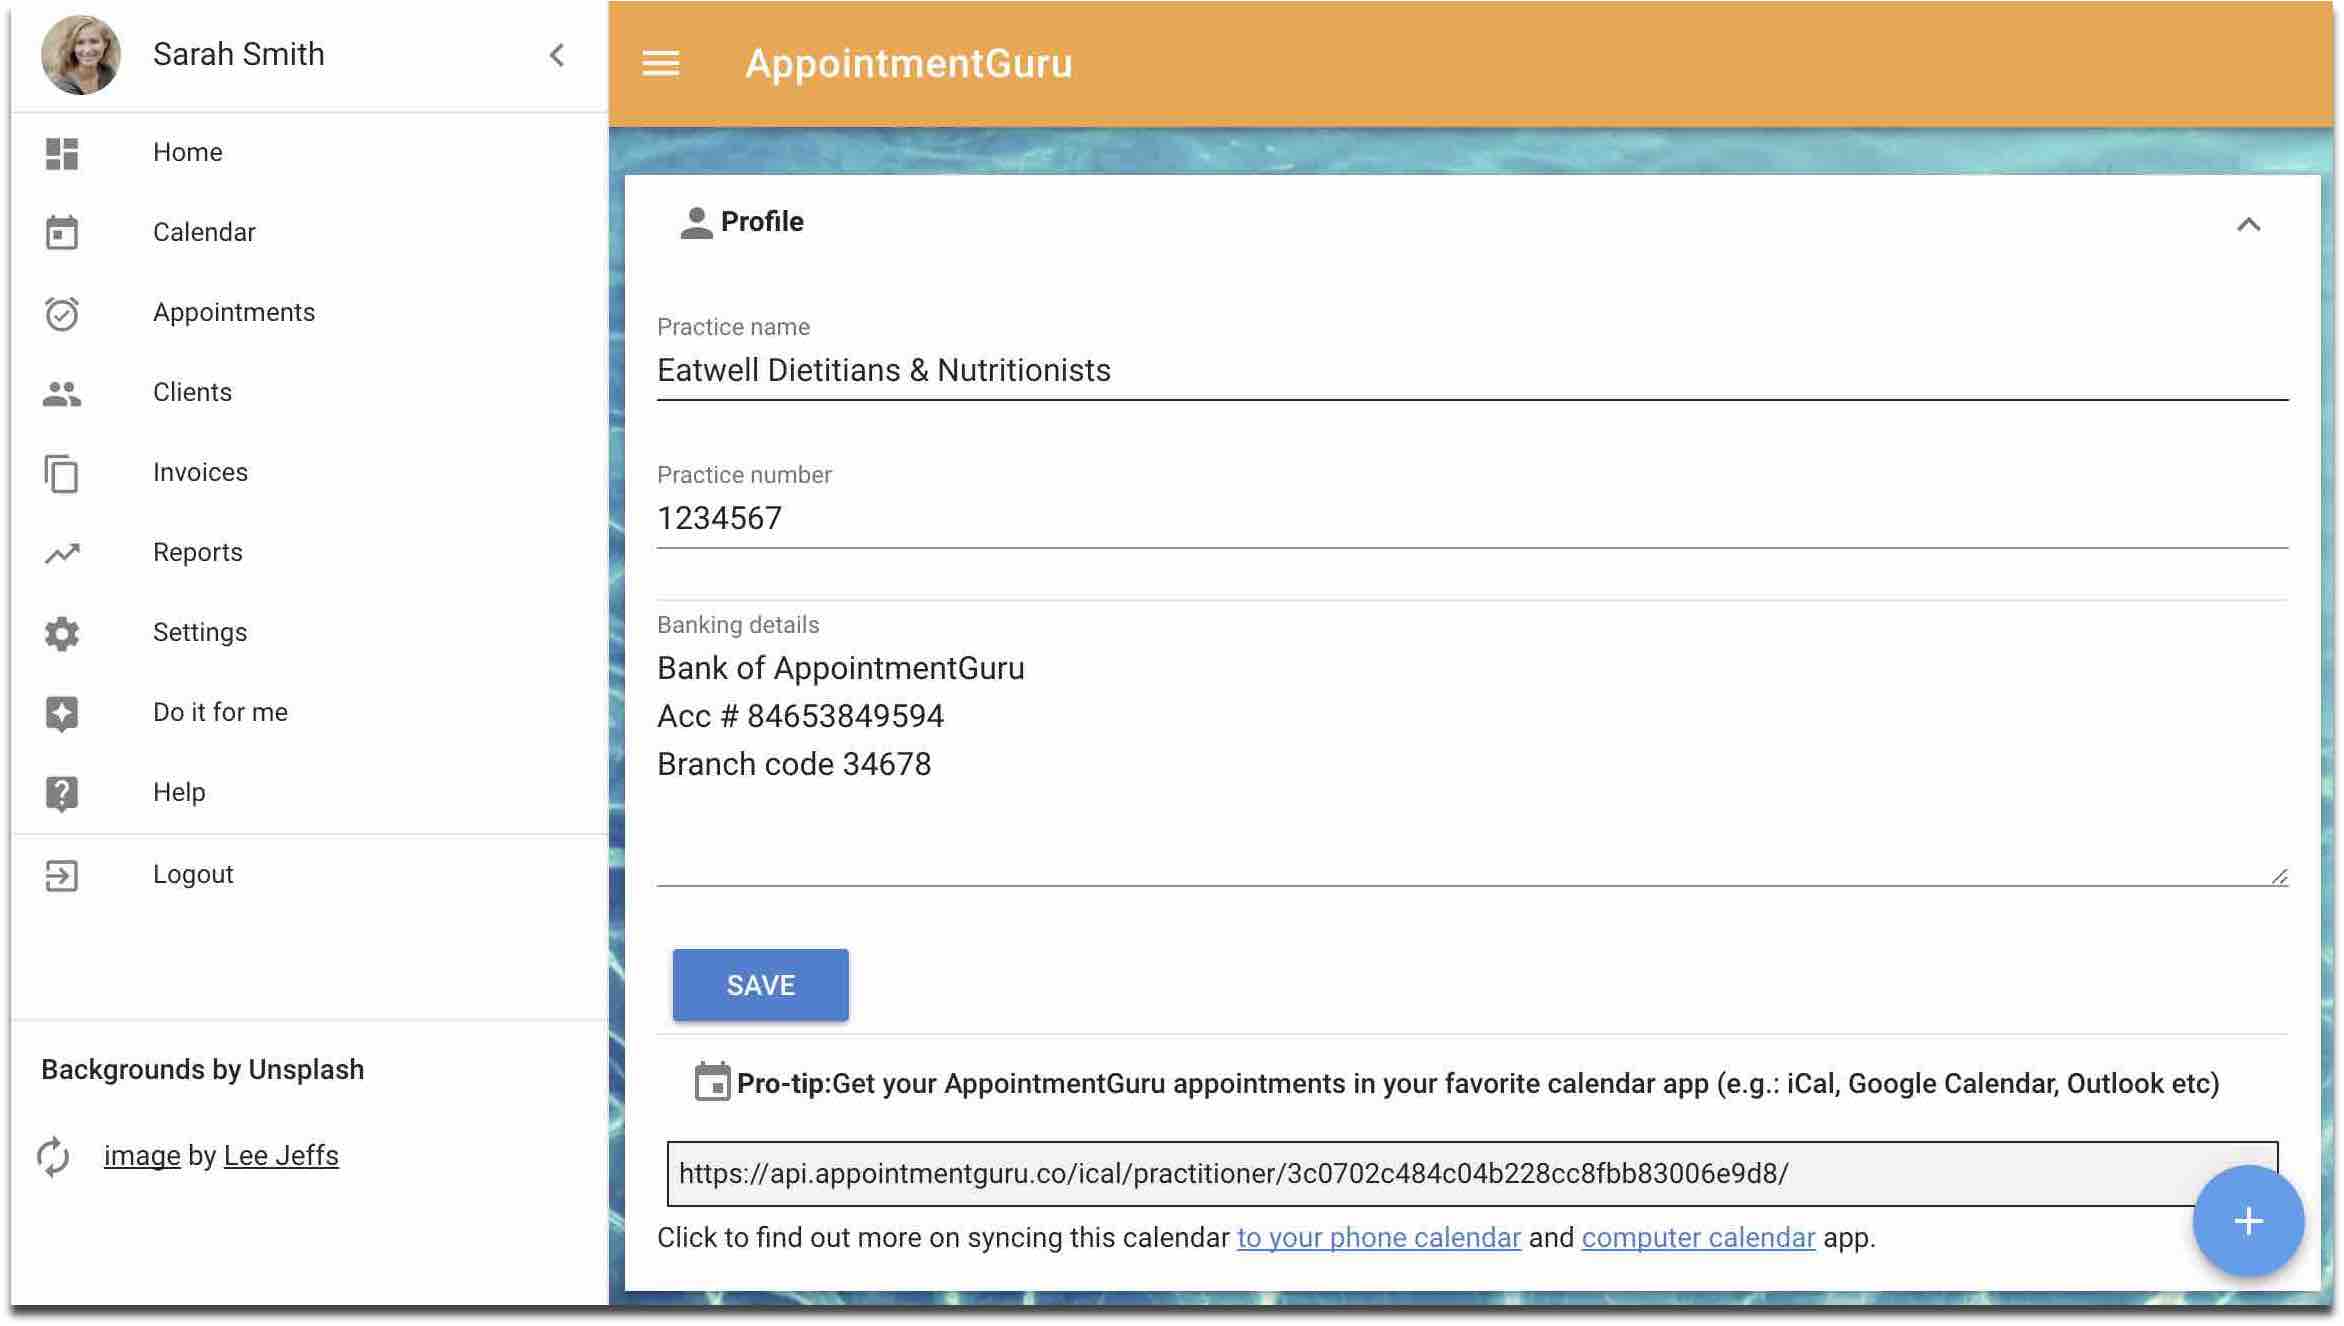 Sarah Smith
Home
Calendar
Appointments
Clients
Invoices
Reports
Settings
Do it for me
Help
Logout
Backgrounds by Unsplash
image by Lee Jeffs
AppointmentGuru
Profile
Practice name
Eatwell Dietitians & Nutritionists
Practice number
1234567
Banking details
Bank of AppointmentGuru
Acc # 84653849594
Branch code 34678
SAVE
Pro-tip:Get your AppointmentGuru appointments in your favorite calendar app (e.g.: iCal, Google Calendar, Outlook etc)
https://api.appointmentguru.co/ical/practitioner/3c0702c484c04b228cc8fbb83006e9d8/
Click to find out more on syncing this calendar to your phone calendar and computer calendar app.